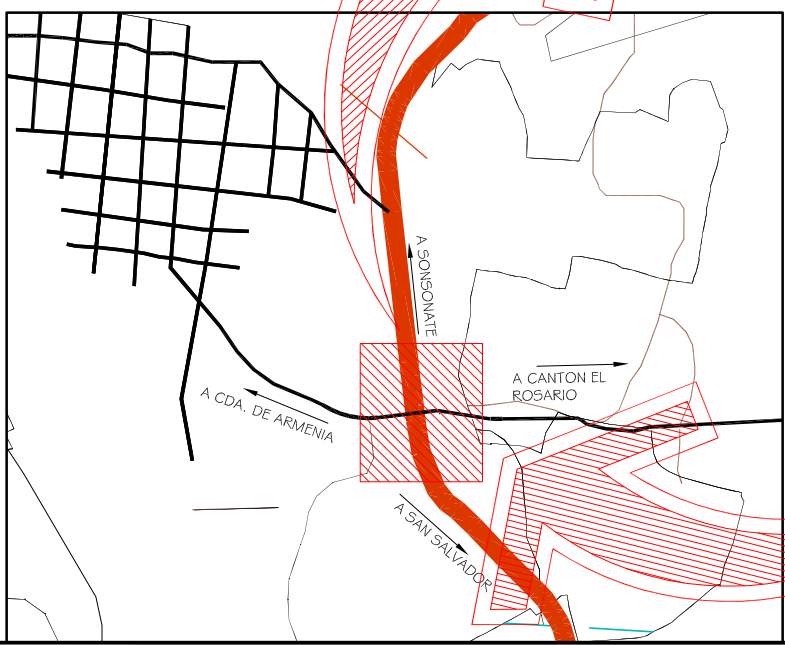 A SONSONATE
A CANTON EL
ROSARIO
A CDA. DE ARMENIA
A SAN SALVADOR